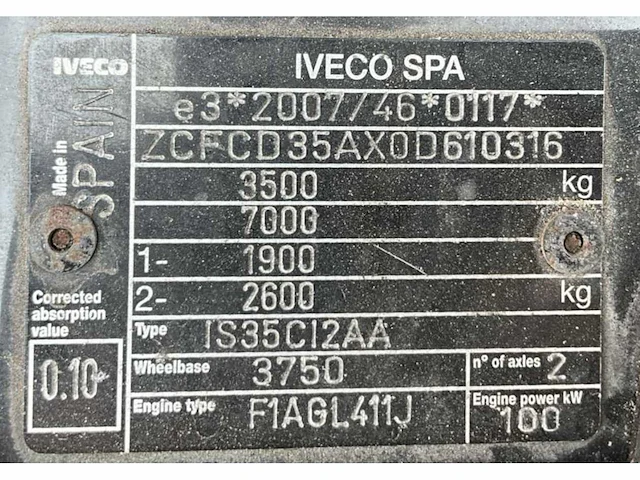 IVECO
IVECO SPA
Made in SPAIN
e3*2007/46*0117*
ZCFCD35AX0D610316
3500 kg
7000
1- 1900
2- 2600 kg
Corrected
absorption
value
0.10
Type IS35CI2AA
Wheelbase 3750
n° of axles 2
Engine type F1AGL411J
Engine power kW
100